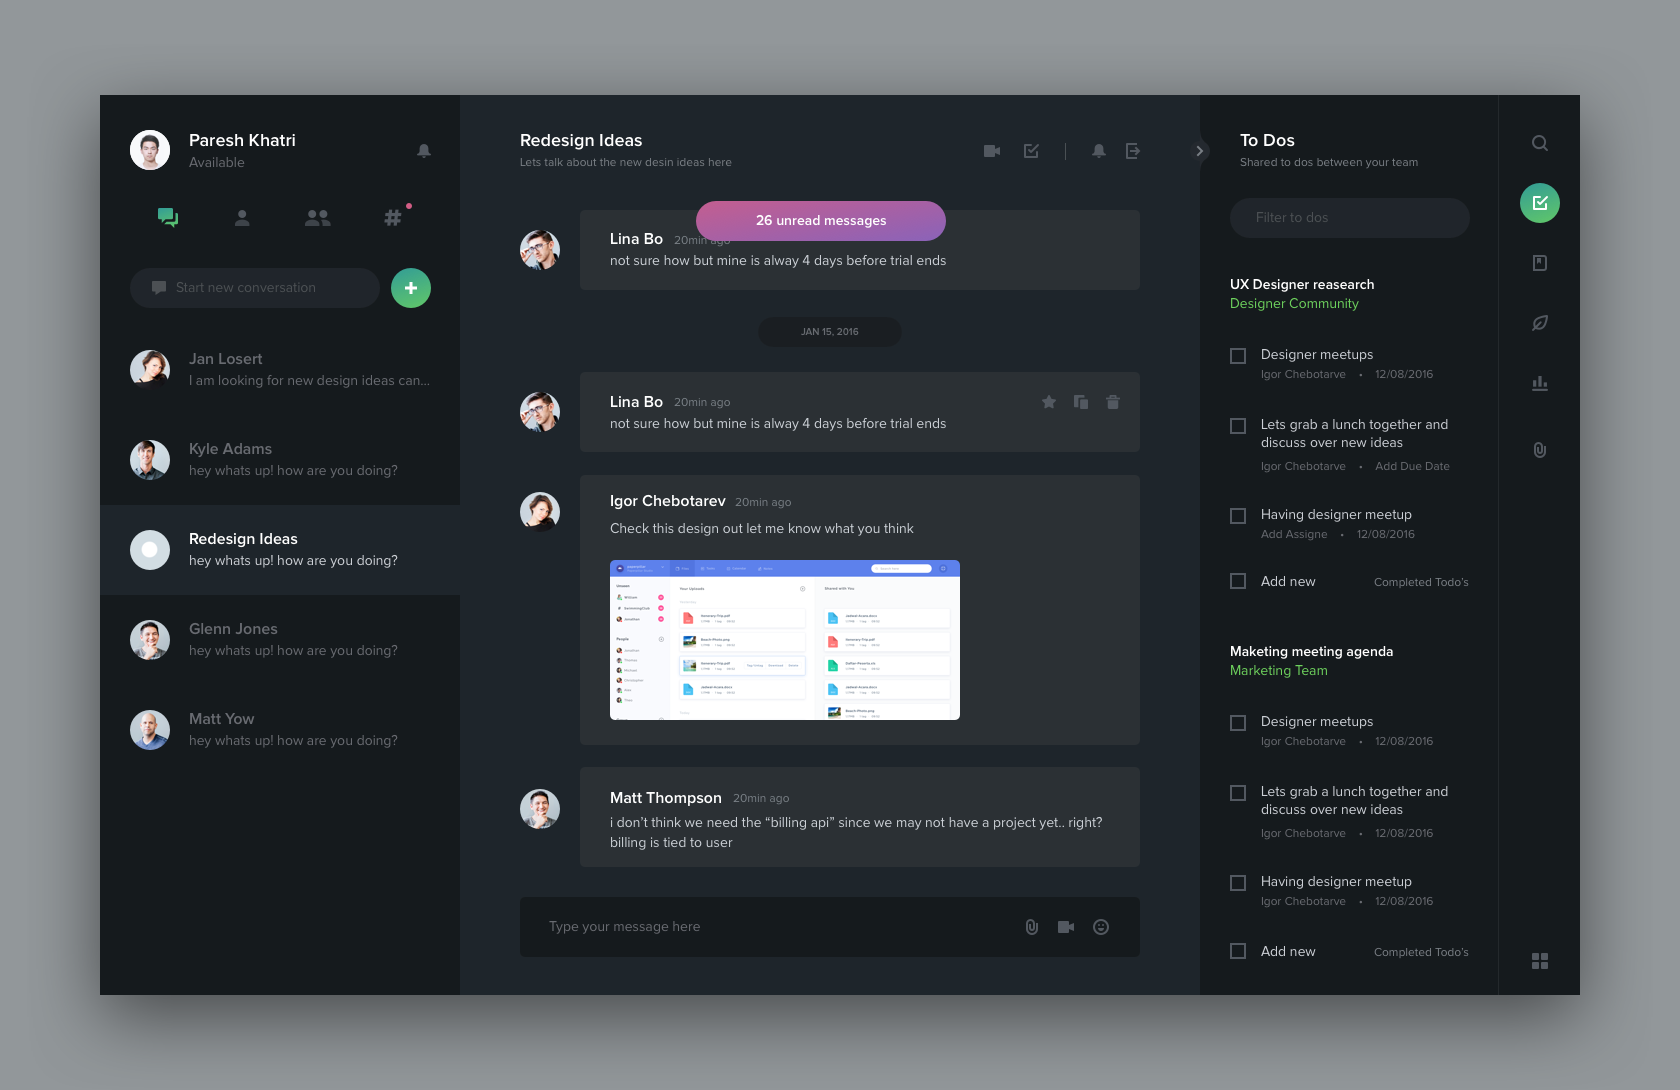 Paresh Khatri
Available
Start new conversation
Jan Losert
I am looking for new design ideas can...
Kyle Adams
hey whats up! how are you doing?
Redesign Ideas
hey whats up! how are you doing?
Glenn Jones
hey whats up! how are you doing?
Matt Yow
hey whats up! how are you doing?
Redesign Ideas
Lets talk about the new desin ideas here
26 unread messages
Lina Bo 20min ago
not sure how but mine is alway 4 days before trial ends
JAN 15, 2016
Lina Bo 20min ago
not sure how but mine is alway 4 days before trial ends
Igor Chebotarev 20min ago
Check this design out let me know what you think
Your Uploads
Shared with You
People
Matt Thompson 20min ago
i don’t think we need the “billing api” since we may not have a project yet.. right?
billing is tied to user
Type your message here
To Dos
Shared to dos between your team
Filter to dos
UX Designer reasearch
Designer Community
Designer meetups
Igor Chebotarve • 12/08/2016
Lets grab a lunch together and
discuss over new ideas
Igor Chebotarve • Add Due Date
Having designer meetup
Add Assigne • 12/08/2016
Add new Completed Todo’s
Maketing meeting agenda
Marketing Team
Designer meetups
Igor Chebotarve • 12/08/2016
Lets grab a lunch together and
discuss over new ideas
Igor Chebotarve • 12/08/2016
Having designer meetup
Igor Chebotarve • 12/08/2016
Add new Completed Todo’s